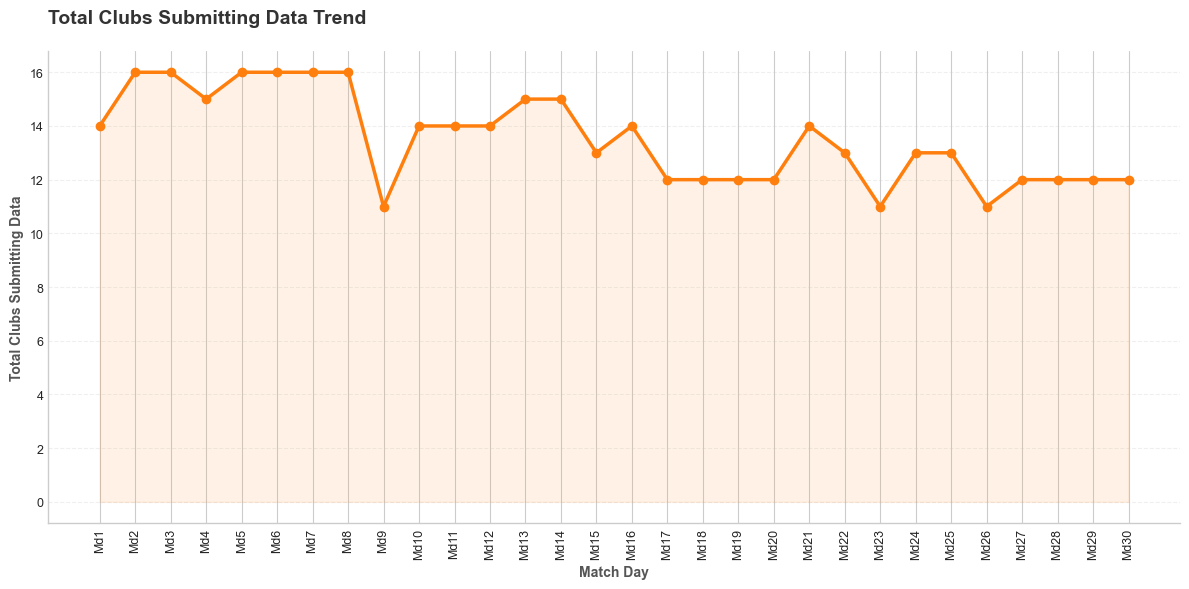 Total Clubs Submitting Data Trend
Total Clubs Submitting Data
16
14
12
10
8
6
4
2
0
Md1
Md2
Md3
Md4
Md5
Md6
Md7
Md8
Md9
Md10
Md11
Md12
Md13
Md14
Md15
Md16
Md17
Md18
Md19
Md20
Md21
Md22
Md23
Md24
Md25
Md26
Md27
Md28
Md29
Md30
Match Day